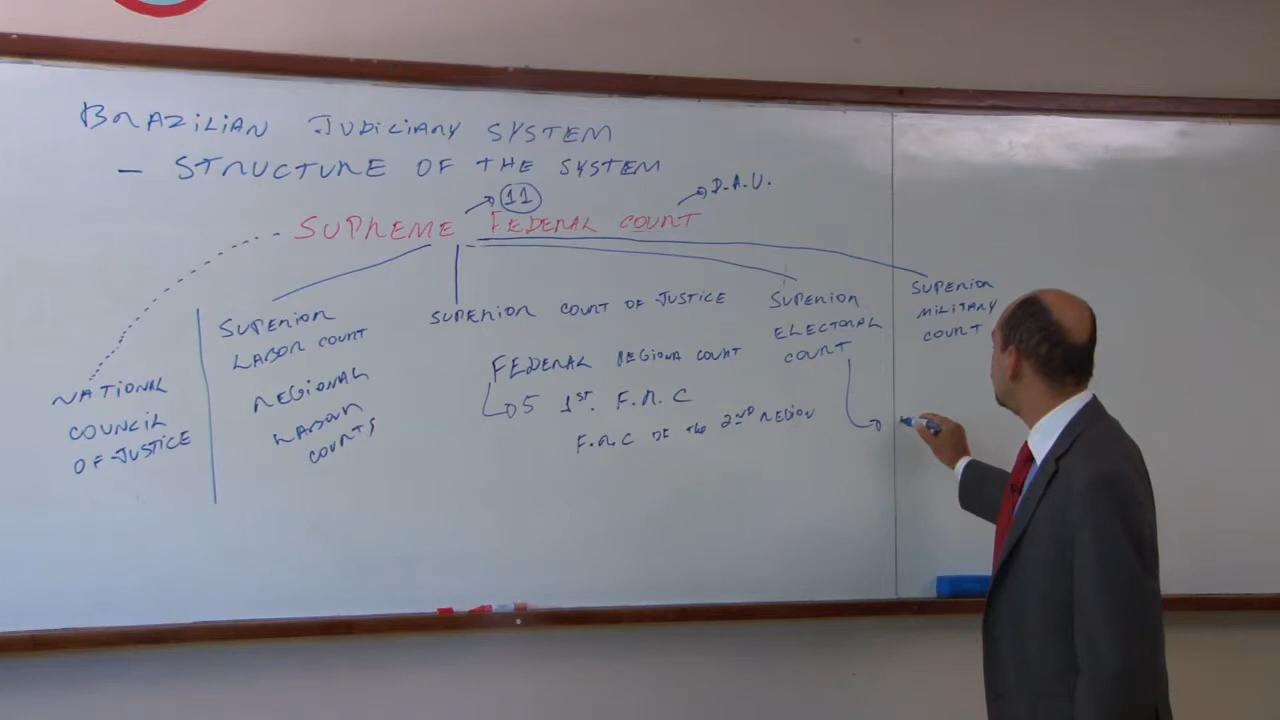 BRAZILIAN JUDICIARY SYSTEM
- STRUCTURE OF THE SYSTEM
11
D.A.U.
SUPREME FEDERAL COURT
NATIONAL
COUNCIL
OF JUSTICE
SUPERIOR
LABOR COURT
REGIONAL
LABOR
COURTS
SUPERIOR COURT OF JUSTICE
FEDERAL REGIONA COURT
5 1ST. F.R.C
F.R.C OF the 2ND REGION
SUPERIOR
ELECTORAL
COURT
SUPERIOR
MILITARY
COURT